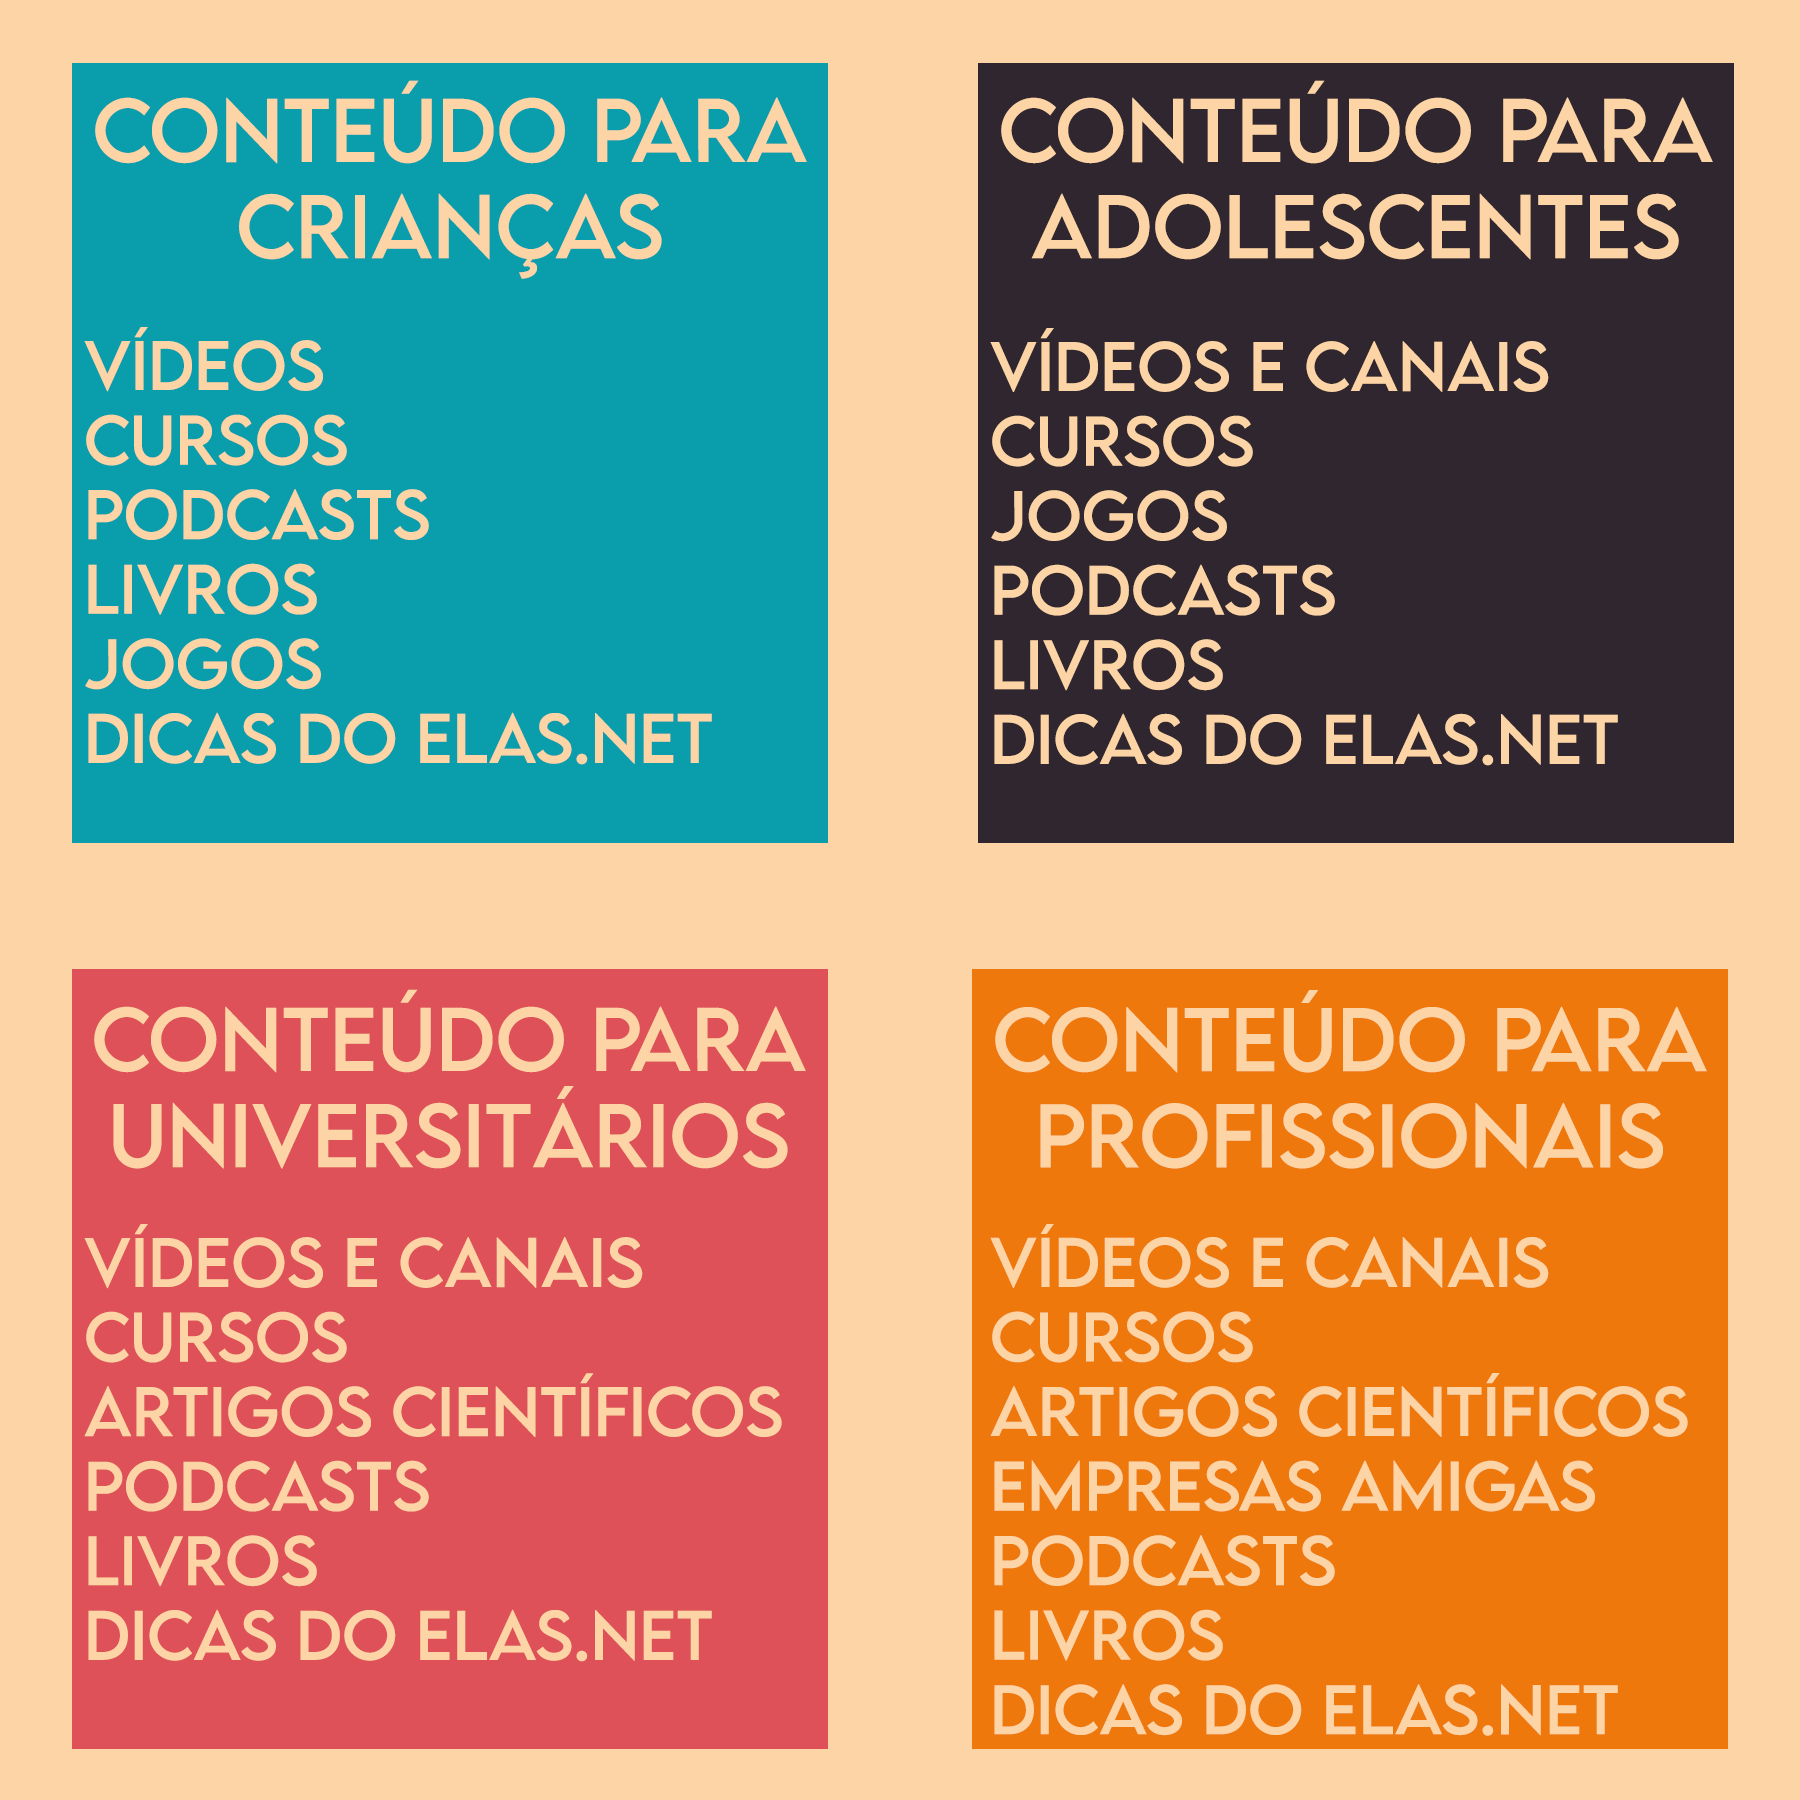 CONTEÚDO PARA
CRIANÇAS
VÍDEOS
CURSOS
PODCASTS
LIVROS
JOGOS
DICAS DO ELAS.NET
CONTEÚDO PARA
ADOLESCENTES
VÍDEOS E CANAIS
CURSOS
JOGOS
PODCASTS
LIVROS
DICAS DO ELAS.NET
CONTEÚDO PARA
UNIVERSITÁRIOS
VÍDEOS E CANAIS
CURSOS
ARTIGOS CIENTÍFICOS
PODCASTS
LIVROS
DICAS DO ELAS.NET
CONTEÚDO PARA
PROFISSIONAIS
VÍDEOS E CANAIS
CURSOS
ARTIGOS CIENTÍFICOS
EMPRESAS AMIGAS
PODCASTS
LIVROS
DICAS DO ELAS.NET